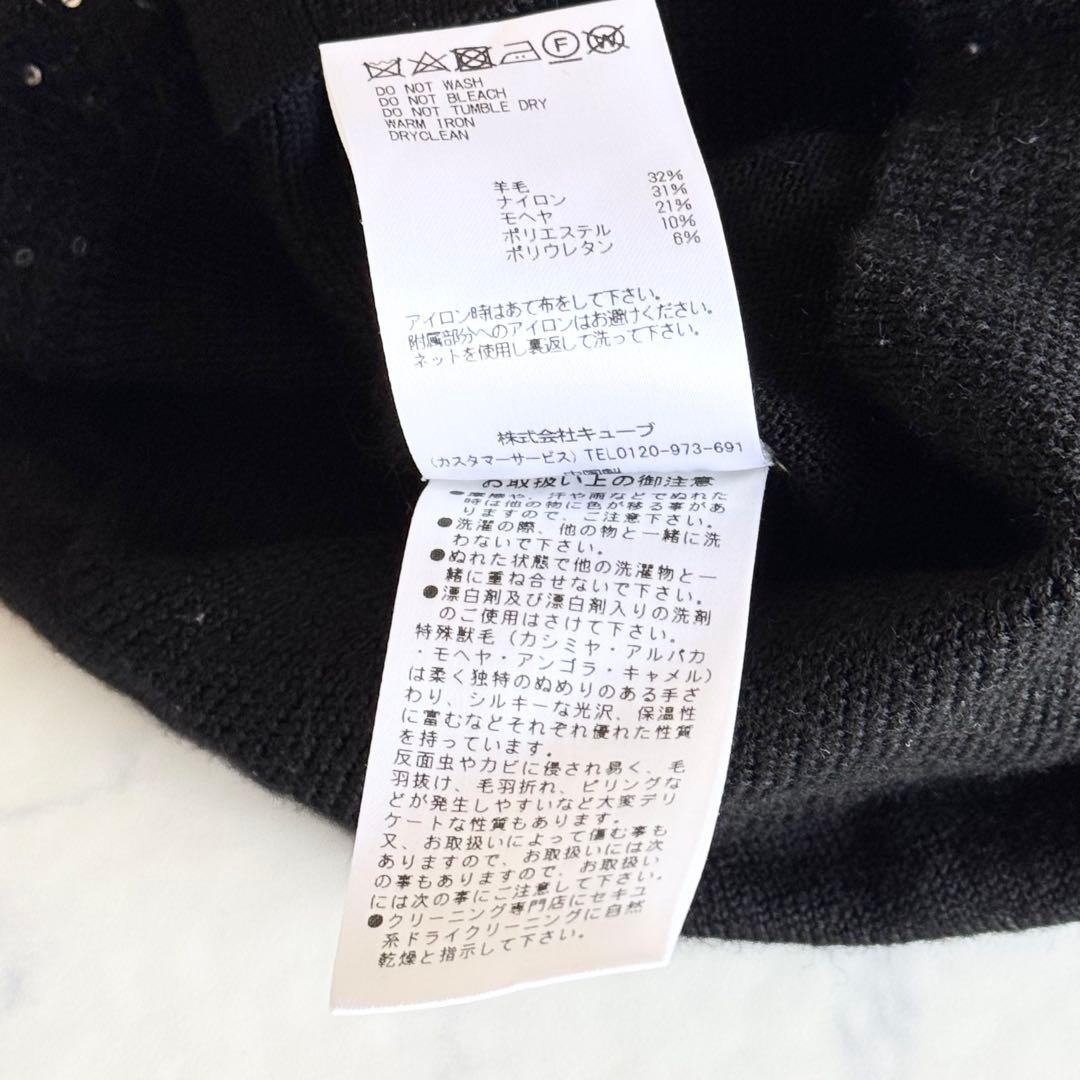 F W
DO NOT WASH
DO NOT BLEACH
DO NOT TUMBLE DRY
WARM IRON
DRYCLEAN
羊毛 32%
ナイロン 31%
モヘヤ 21%
ポリエステル 10%
ポリウレタン 6%
アイロン時はあて布をして下さい。
附属部分へのアイロンはお避けください。
ネットを使用し裏返して洗って下さい。
株式会社キューブ
(カスタマーサービス) TEL0120-973-691
中国製
お取扱い上の御注意
●摩擦や、汗や雨などでぬれた
時は他の物に色が移る事があ
りますので、ご注意下さい。
●洗濯の際、他の物と一緒に洗
わないで下さい。
●ぬれた状態で他の洗濯物と一
緒に重ね合せないで下さい。
●漂白剤及び漂白剤入りの洗剤
のご使用はさけて下さい。
特殊獣毛(カシミヤ・アルパカ
・モヘヤ・アンゴラ・キャメル)
は柔く独特のぬめりのある手ざ
わり、シルキーな光沢、保温性
に富むなどそれぞれ優れた性質
を持っています。
反面虫やカビに侵され易く、毛
羽抜け、毛羽折れ、ピリングな
どが発生しやすいなど大変デリ
ケートな性質もあります。
又、お取扱いによって傷む事も
ありますので、お取扱いには次
の事もありますので、お取扱い
には次の事にご注意して下さい。
●クリーニング専門店にセキユ
系ドライクリーニングに自然
乾燥と指示して下さい。